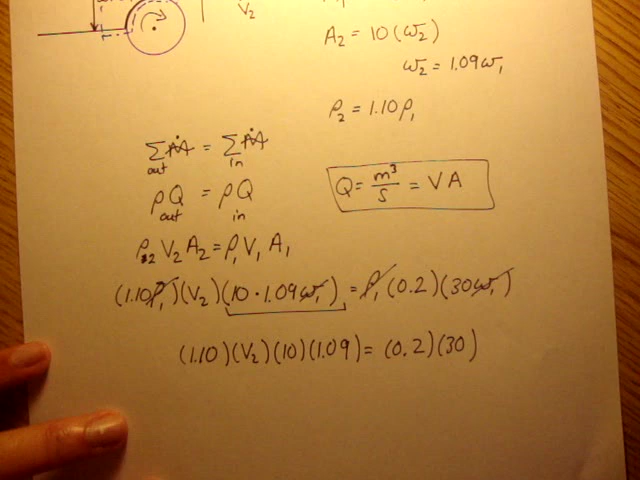 V₂
A₂ = 10(ω₂)
ω₂ = 1.09ω₁
ρ₂ = 1.10ρ₁
∑ out ṁ = ∑ in ṁ
ρQ out = ρQ in
Q = m³/s = VA
ρ₂ V₂ A₂ = ρ₁ V₁ A₁
(1.10ρ₁)(V₂)(10·1.09ω₁) = ρ₁(0.2)(30ω₁)
(1.10)(V₂)(10)(1.09) = (0.2)(30)